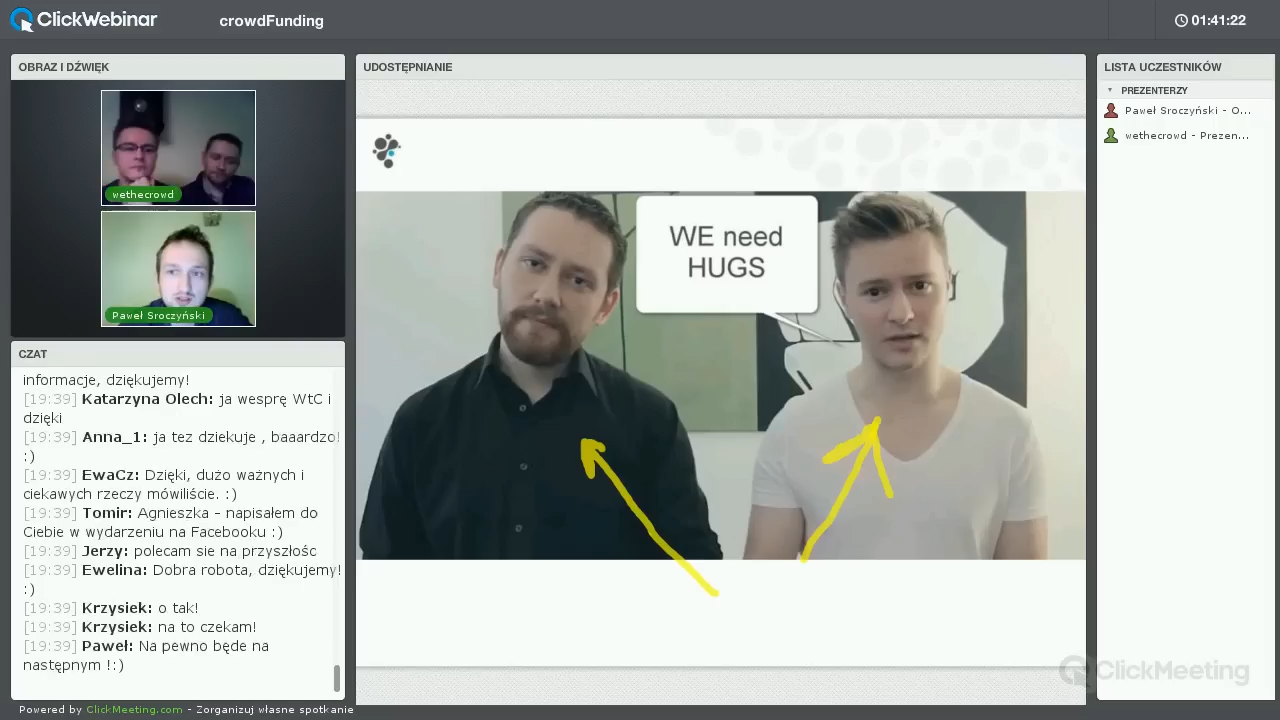 ClickWebinar
crowdFunding
01:41:22
OBRAZ I DŹWIĘK
wethecrowd
Paweł Sroczyński
CZAT
informacje, dziękujemy!
[19:39] Katarzyna Olech: ja wesprę WtC i
dzięki
[19:39] Anna_1: ja tez dziekuje , baaardzo!
:)
[19:39] EwaCz: Dzięki, dużo ważnych i
ciekawych rzeczy mówiliście. :)
[19:39] Tomir: Agnieszka - napisałem do
Ciebie w wydarzeniu na Facebooku :)
[19:39] Jerzy: polecam sie na przyszłośc
[19:39] Ewelina: Dobra robota, dziękujemy!
:)
[19:39] Krzysiek: o tak!
[19:39] Krzysiek: na to czekam!
[19:39] Paweł: Na pewno będe na
następnym !:)
Powered by ClickMeeting.com - Zorganizuj własne spotkanie
UDOSTĘPNIANIE
WE need
HUGS
LISTA UCZESTNIKÓW
PREZENTERZY
Paweł Sroczyński - O...
wethecrowd - Prezen...
ClickMeeting